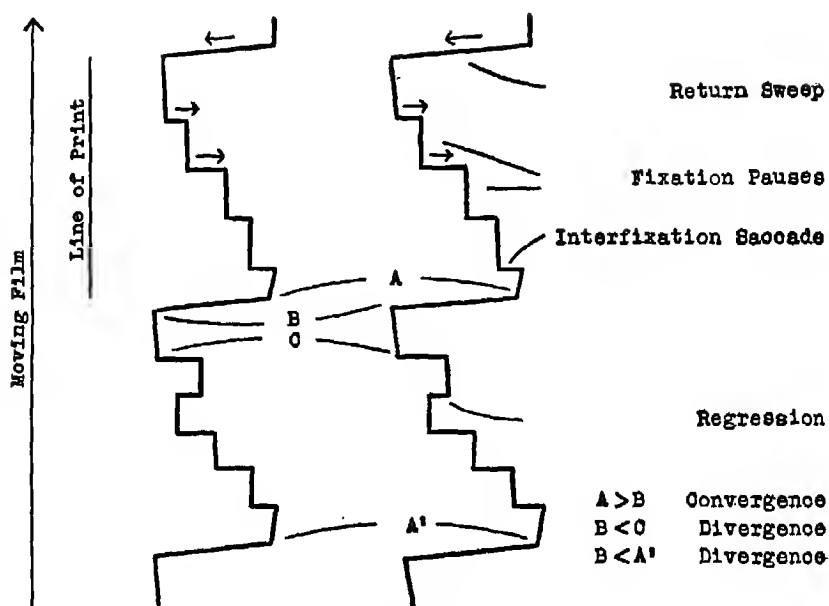 Return Sweep
Line of Print
Fixation Pauses
Interfixation Saccade
A
B
C
Moving Film
Regression
A>B Convergence
A'
B<C Divergence
B<A' Divergence